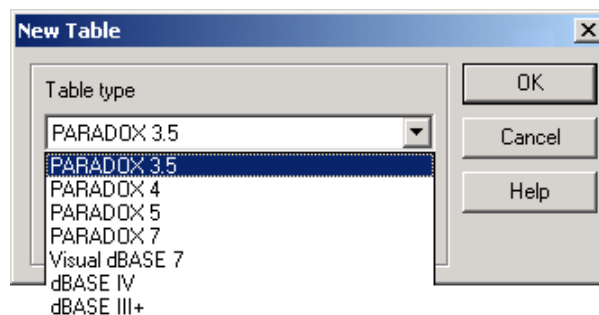 New Table
Table type
PARADOX 3.5
PARADOX 3.5
PARADOX 4
PARADOX 5
PARADOX 7
Visual dBASE 7
dBASE IV
dBASE III+
OK
Cancel
Help